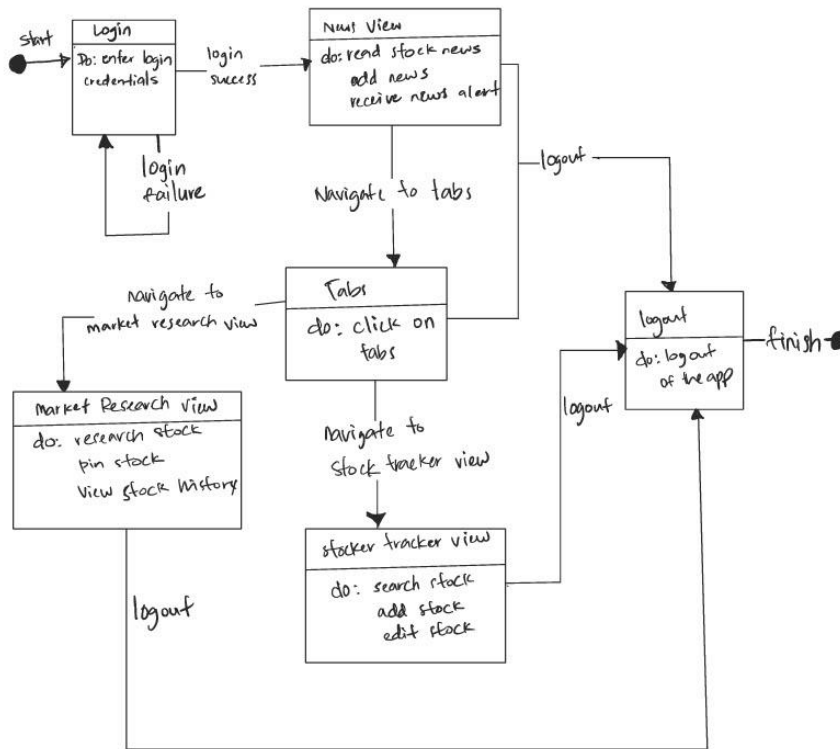 start
Login
Do: enter login
credentials
login
success
login
failure
News View
do: read stock news
add news
receive news alert
logout
Navigate to tabs
Tabs
do: click on
tabs
Navigate to
market research view
Market Research view
do: research stock
pin stock
View stock history
Navigate to
Stock tracker view
stocker tracker view
do: search stock
add stock
edit stock
logout
logout
do: logout
of the app
finish
logout